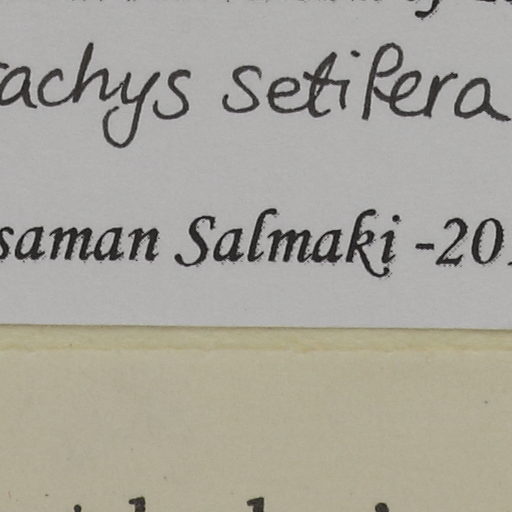 achys setifera
saman Salmaki -20